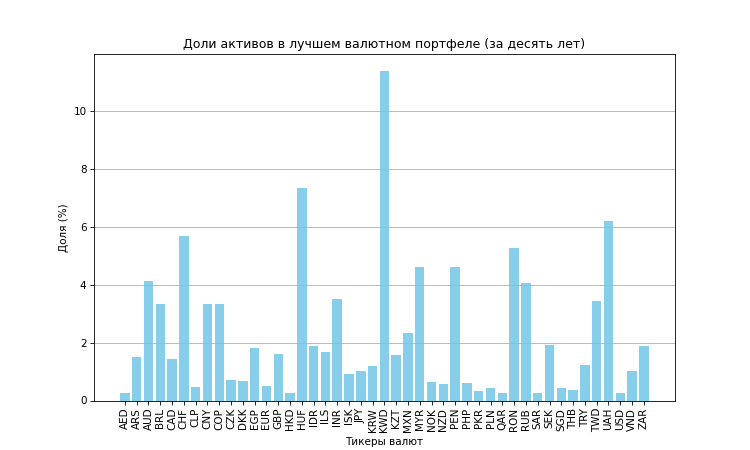 Доли активов в лучшем валютном портфеле (за десять лет)
Доля (%)
10
8
6
4
2
0
AED ARS AUD BRL CAD CHF CLP CNY COP CZK DKK EGP EUR GBP HKD HUF IDR ILS INR ISK JPY KRW KWD KZT MXN MYR NOK NZD PEN PHP PKR PLN QAR RON RUB SAR SEK SGD THB TRY TWD UAH USD VND ZAR
Тикеры валют